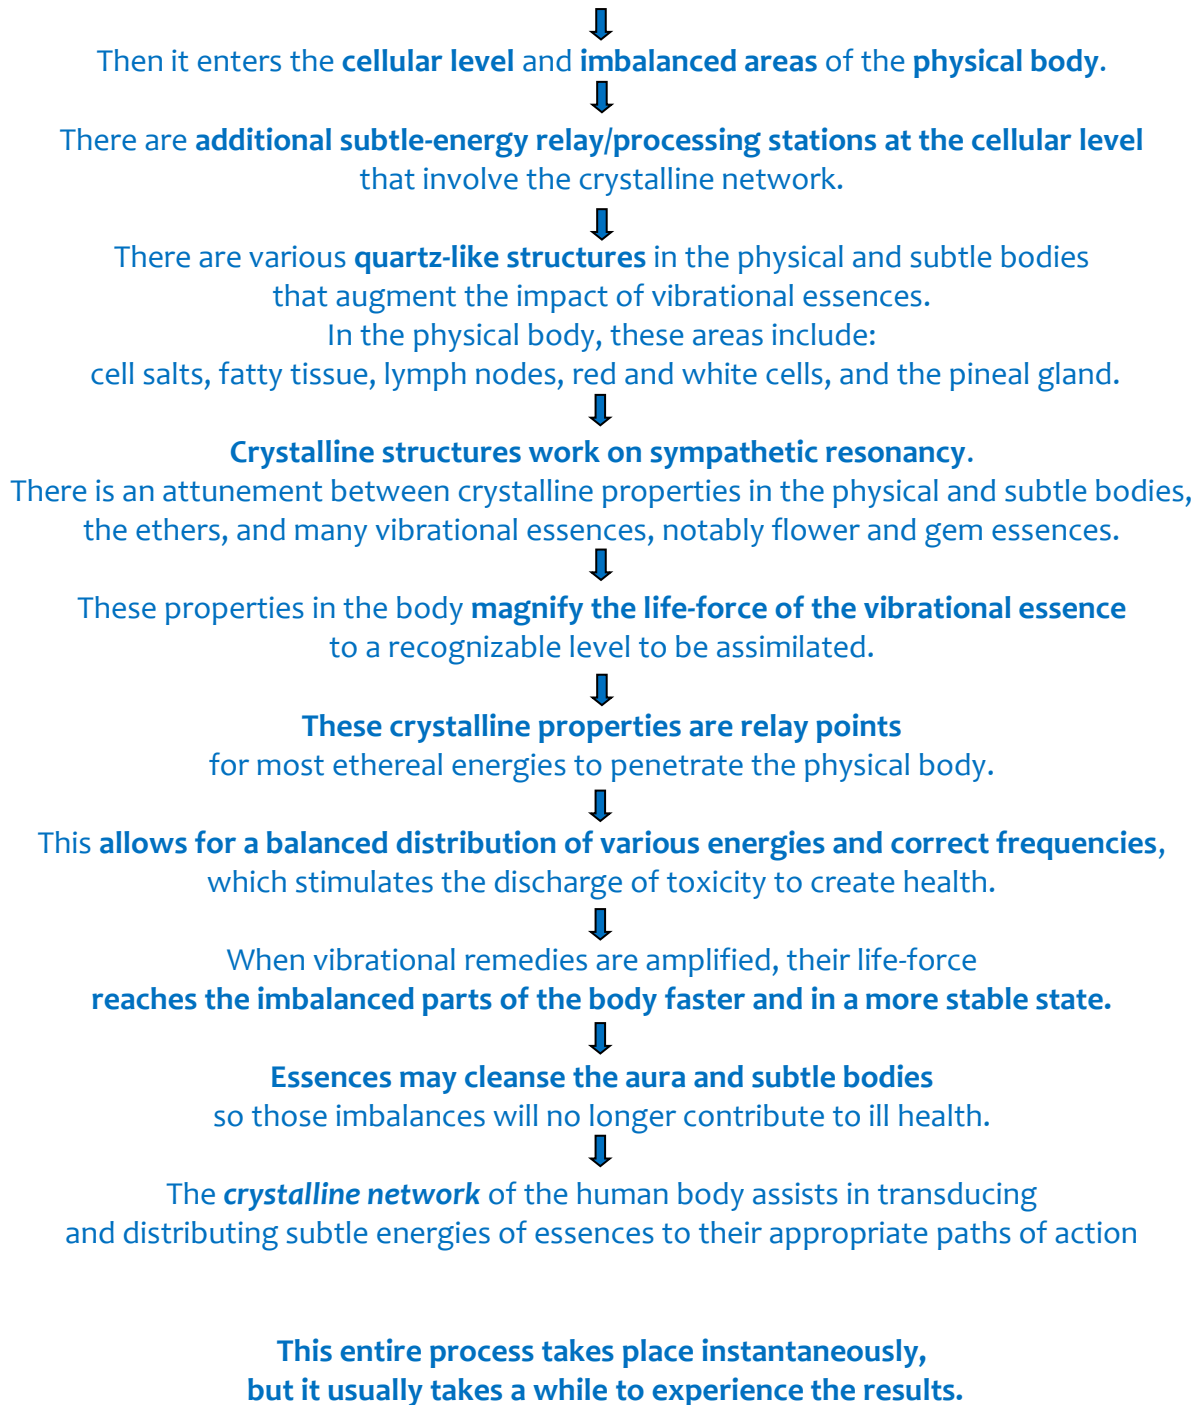 Then it enters the cellular level and imbalanced areas of the physical body.
There are additional subtle-energy relay/processing stations at the cellular level
that involve the crystalline network.
There are various quartz-like structures in the physical and subtle bodies
that augment the impact of vibrational essences.
In the physical body, these areas include:
cell salts, fatty tissue, lymph nodes, red and white cells, and the pineal gland.
Crystalline structures work on sympathetic resonancy.
There is an attunement between crystalline properties in the physical and subtle bodies,
the ethers, and many vibrational essences, notably flower and gem essences.
These properties in the body magnify the life-force of the vibrational essence
to a recognizable level to be assimilated.
These crystalline properties are relay points
for most ethereal energies to penetrate the physical body.
This allows for a balanced distribution of various energies and correct frequencies,
which stimulates the discharge of toxicity to create health.
When vibrational remedies are amplified, their life-force
reaches the imbalanced parts of the body faster and in a more stable state.
Essences may cleanse the aura and subtle bodies
so those imbalances will no longer contribute to ill health.
The crystalline network of the human body assists in transducing
and distributing subtle energies of essences to their appropriate paths of action
This entire process takes place instantaneously,
but it usually takes a while to experience the results.